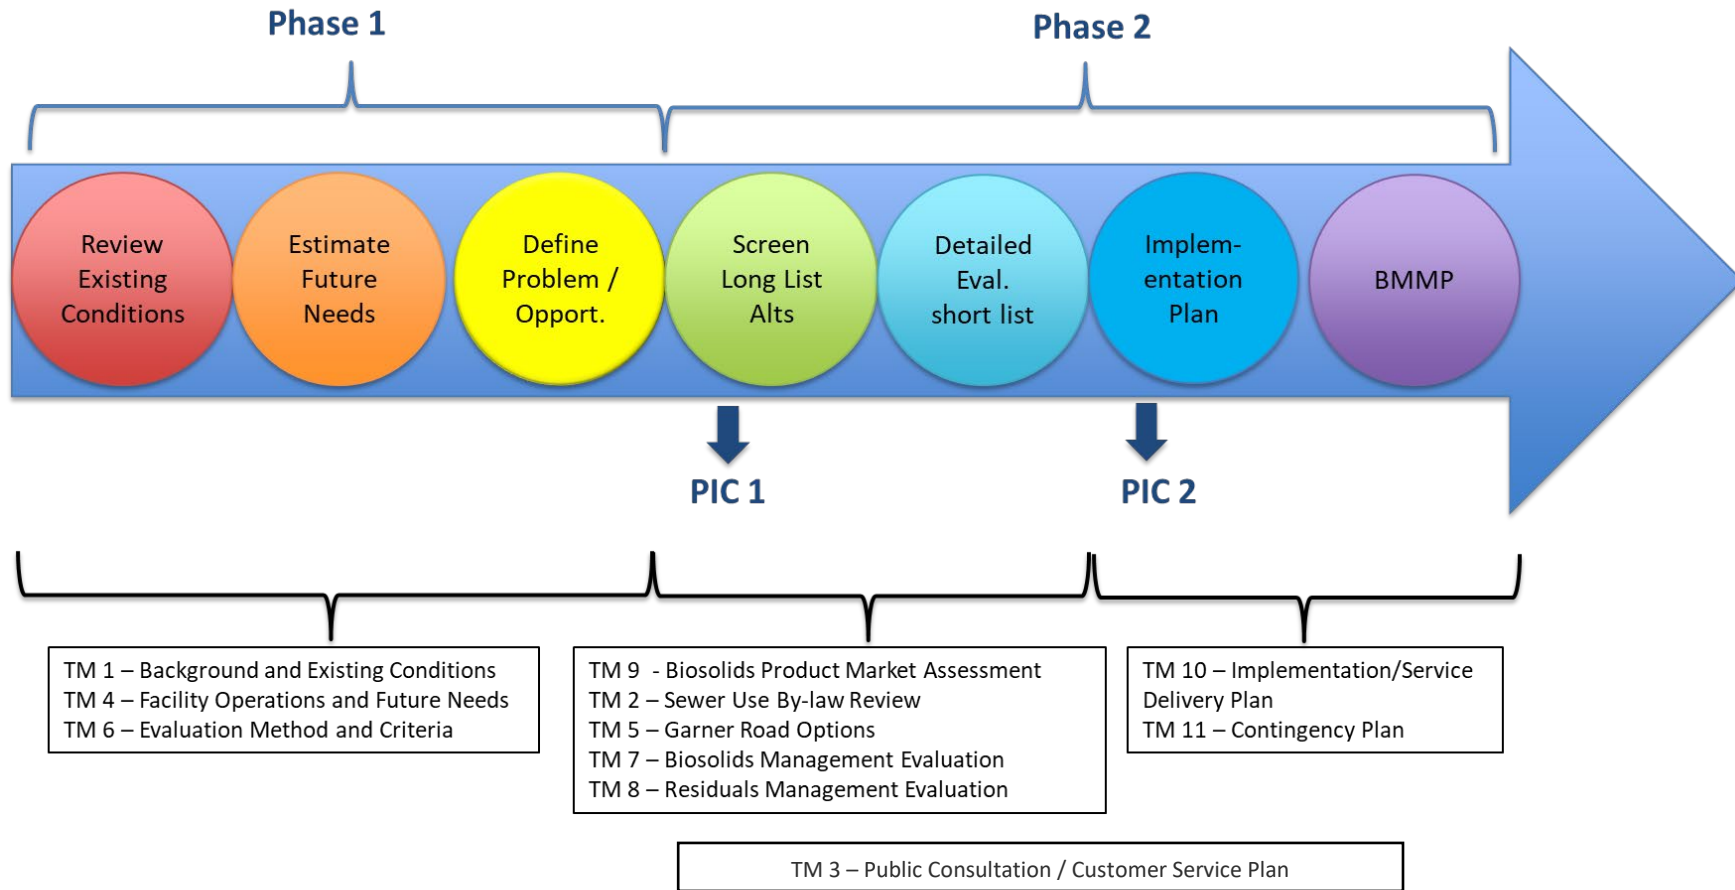 Phase 1
Phase 2
Review
Existing
Conditions
Estimate
Future
Needs
Define
Problem /
Opport.
Screen
Long List
Alts
Detailed
Eval.
short list
Implem-
entation
Plan
BMMP
PIC 1
PIC 2
TM 1 – Background and Existing Conditions
TM 4 – Facility Operations and Future Needs
TM 6 – Evaluation Method and Criteria
TM 9  - Biosolids Product Market Assessment
TM 2 – Sewer Use By-law Review
TM 5 – Garner Road Options
TM 7 – Biosolids Management Evaluation
TM 8 – Residuals Management Evaluation
TM 10 – Implementation/Service
Delivery Plan
TM 11 – Contingency Plan
TM 3 – Public Consultation / Customer Service Plan